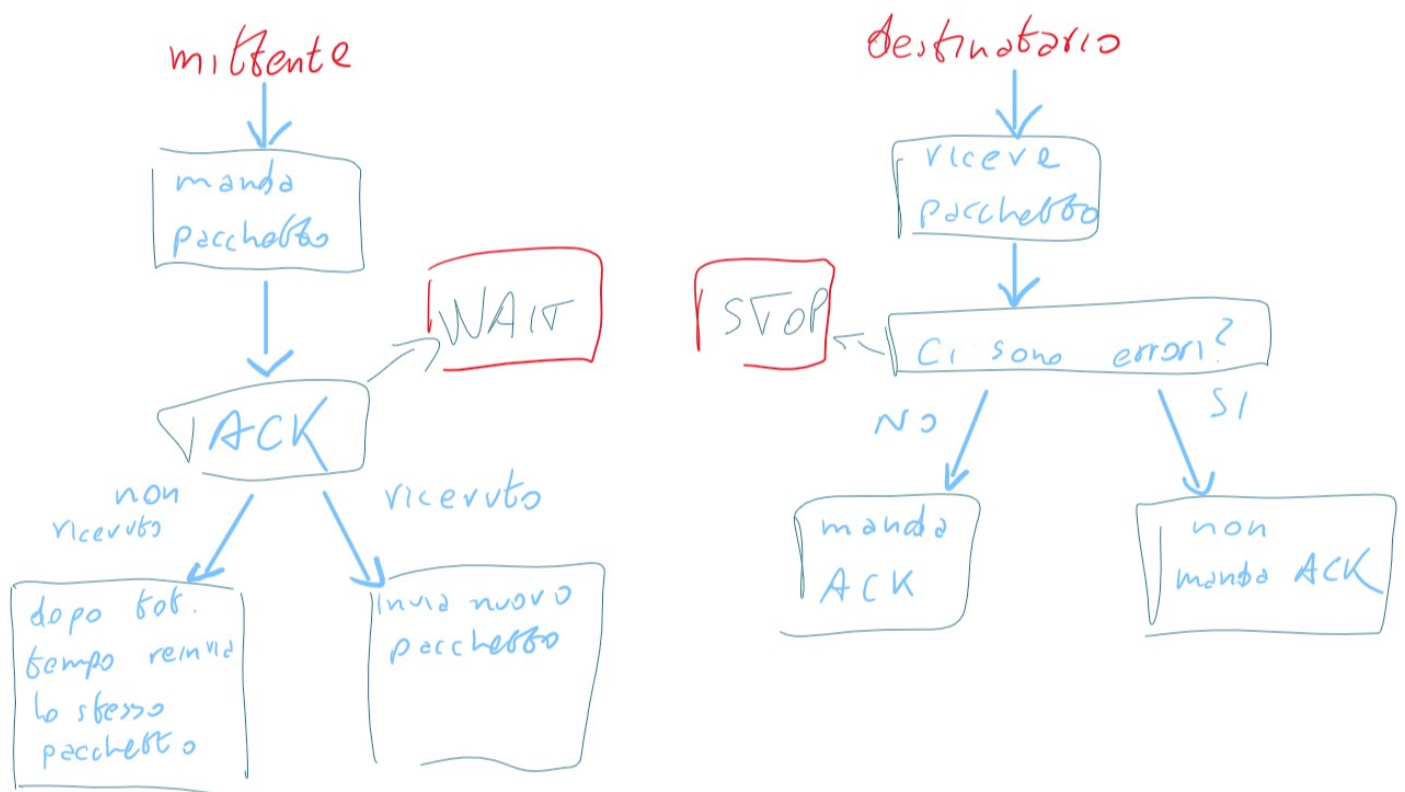 mittente
manda
pacchetto
WAIT
ACK
non
ricevuto
ricevuto
dopo tot.
tempo reinvia
lo stesso
pacchetto
invia nuovo
pacchetto
destinatario
riceve
pacchetto
STOP
Ci sono errori?
NO
SI
manda
ACK
non
manda ACK